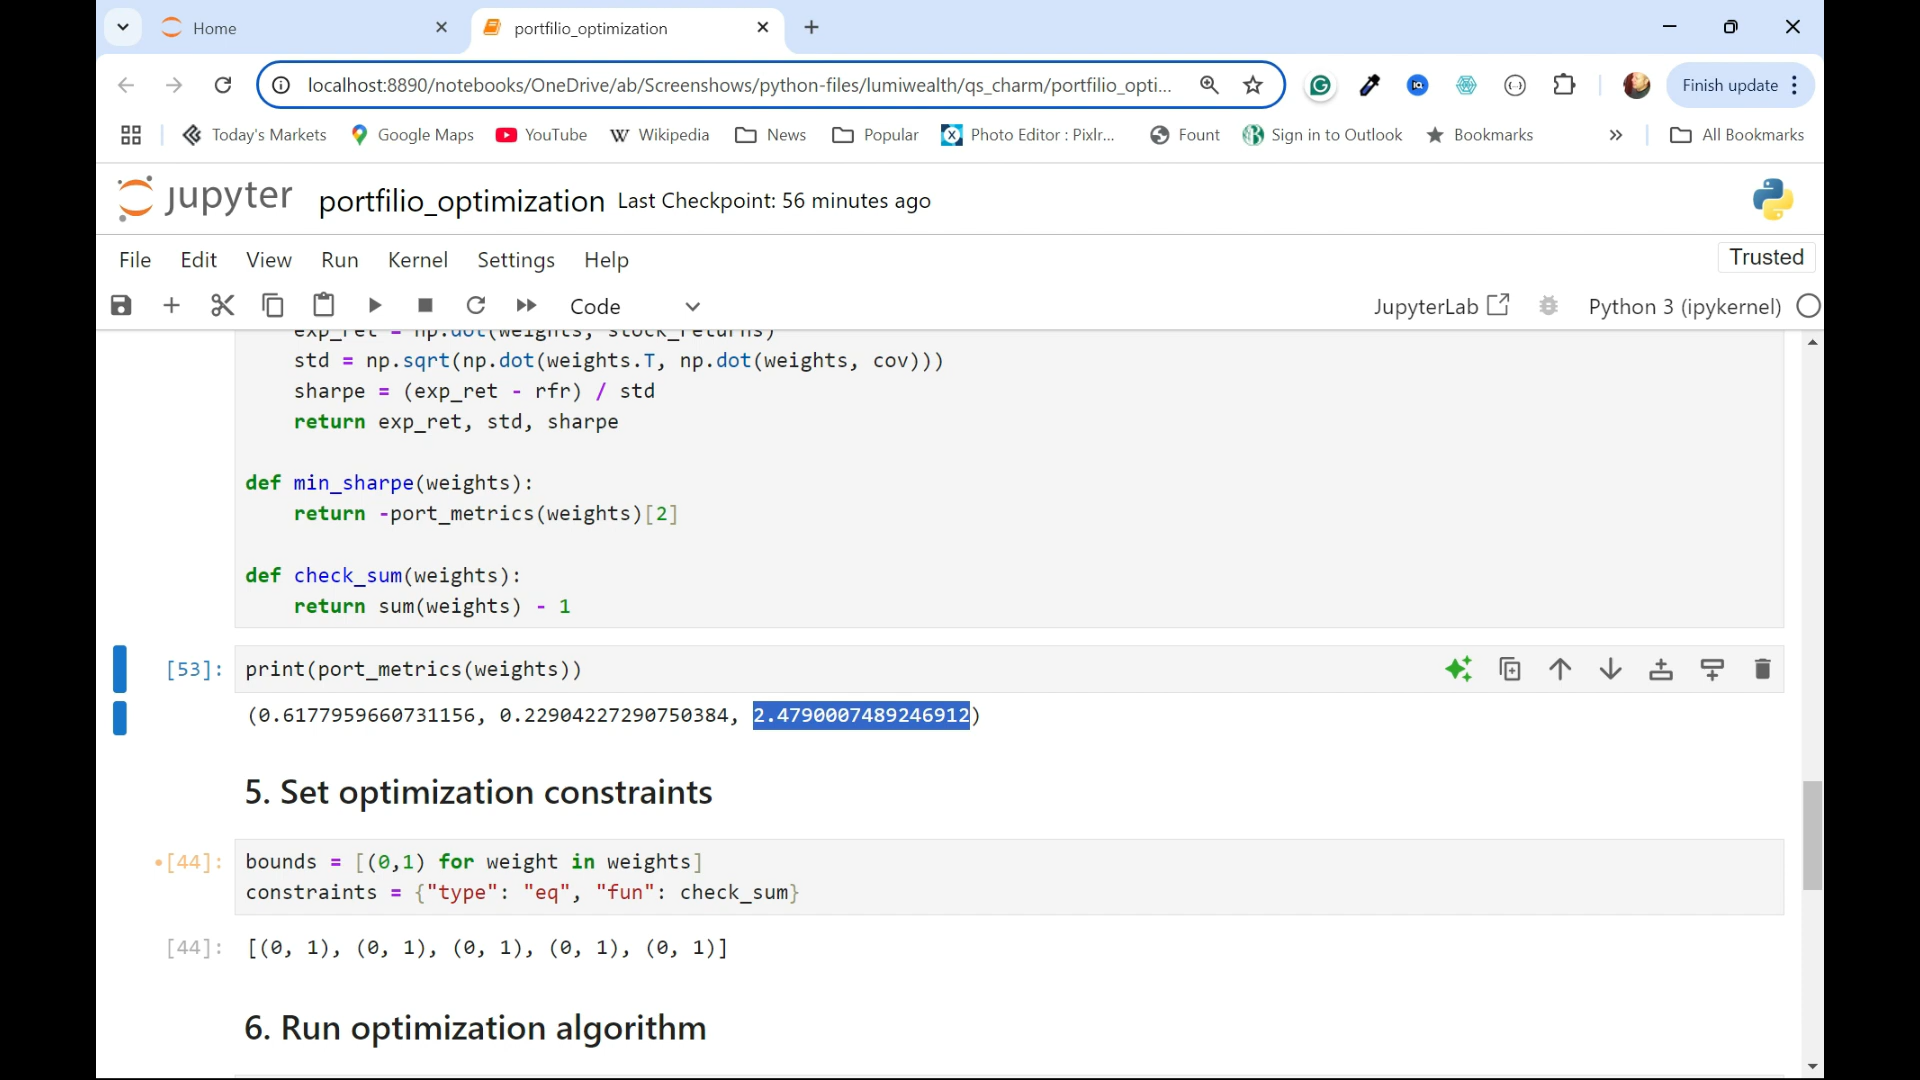 Home
portfilio_optimization
localhost:8890/notebooks/OneDrive/ab/Screenshows/python-files/lumiwealth/qs_charm/portfilio_opti...
Finish update
Today's Markets
Google Maps
YouTube
Wikipedia
News
Popular
Photo Editor : Pixlr...
Fount
Sign in to Outlook
Bookmarks
»
All Bookmarks
jupyter
portfilio_optimization
Last Checkpoint: 56 minutes ago
File Edit View Run Kernel Settings Help
Trusted
Code
JupyterLab
Python 3 (ipykernel)
exp_ret = np.dot(weights, stock_returns)
std = np.sqrt(np.dot(weights.T, np.dot(weights, cov)))
sharpe = (exp_ret - rfr) / std
return exp_ret, std, sharpe
def min_sharpe(weights):
return -port_metrics(weights)[2]
def check_sum(weights):
return sum(weights) - 1
[53]: print(port_metrics(weights))
(0.6177959660731156, 0.22904227290750384, 2.4790007489246912)
5. Set optimization constraints
•[44]: bounds = [(0,1) for weight in weights]
constraints = {"type": "eq", "fun": check_sum}
[44]: [(0, 1), (0, 1), (0, 1), (0, 1), (0, 1)]
6. Run optimization algorithm